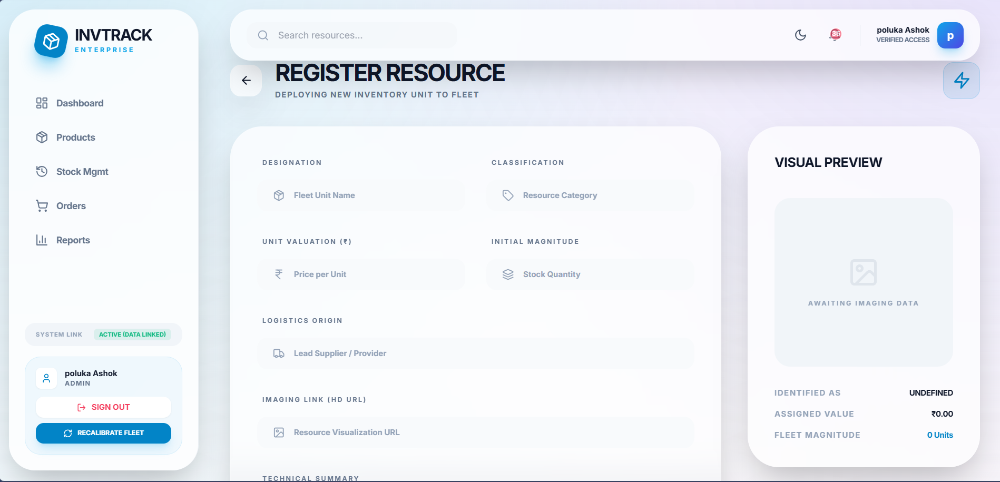 INVTRACK
ENTERPRISE
Dashboard
Products
Stock Mgmt
Orders
Reports
SYSTEM LINK ACTIVE (DATA LINKED)
poluka Ashok
ADMIN
SIGN OUT
RECALIBRATE FLEET
Search resources...
35
poluka Ashok
VERIFIED ACCESS
p
REGISTER RESOURCE
DEPLOYING NEW INVENTORY UNIT TO FLEET
DESIGNATION
Fleet Unit Name
CLASSIFICATION
Resource Category
UNIT VALUATION (₹)
Price per Unit
INITIAL MAGNITUDE
Stock Quantity
LOGISTICS ORIGIN
Lead Supplier / Provider
IMAGING LINK (HD URL)
Resource Visualization URL
TECHNICAL SUMMARY
VISUAL PREVIEW
AWAITING IMAGING DATA
IDENTIFIED AS UNDEFINED
ASSIGNED VALUE ₹0.00
FLEET MAGNITUDE 0 Units